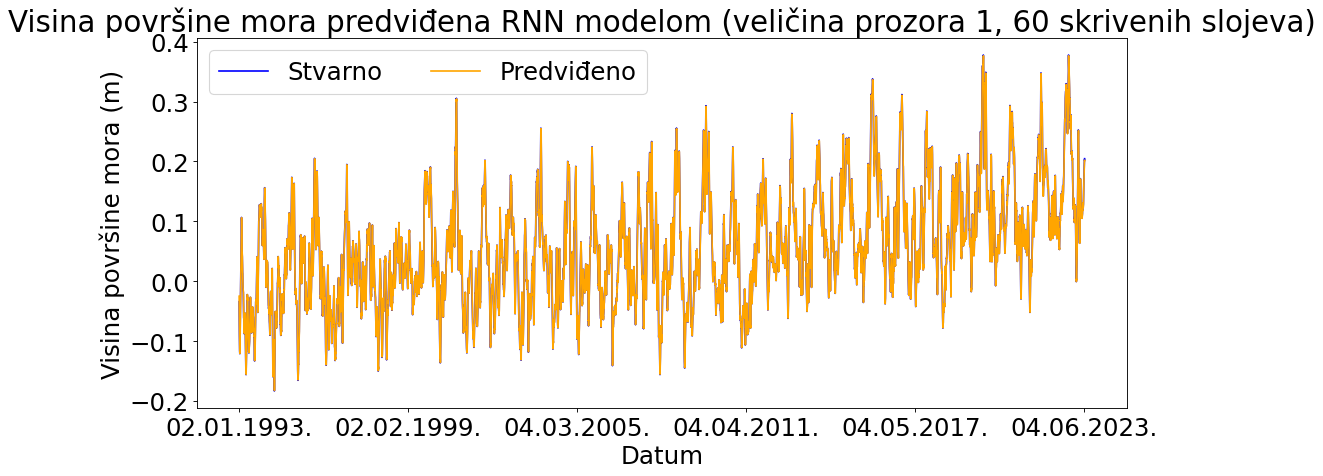 Visina površine mora predviđena RNN modelom (veličina prozora 1, 60 skrivenih slojeva)
Stvarno
Predviđeno
Visina površine mora (m)
0.4
0.3
0.2
0.1
0.0
−0.1
−0.2
02.01.1993.
02.02.1999.
04.03.2005.
04.04.2011.
04.05.2017.
04.06.2023.
Datum